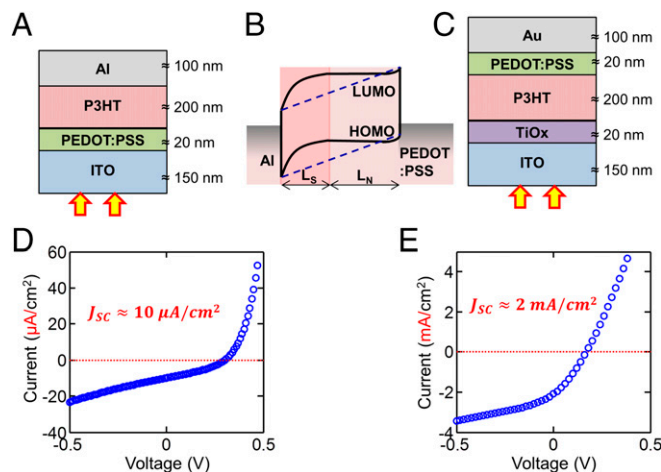 A
Al
P3HT
PEDOT:PSS
ITO
≈ 100 nm
≈ 200 nm
≈ 20 nm
≈ 150 nm
B
LUMO
HOMO
Al
PEDOT
:PSS
L_S
L_N
C
Au
PEDOT:PSS
P3HT
TiOx
ITO
≈ 100 nm
≈ 20 nm
≈ 200 nm
≈ 20 nm
≈ 150 nm
D
Current (µA/cm²)
60
40
20
0
-20
-40
J_SC ≈ 10 µA/cm²
-0.5
0
0.5
Voltage (V)
E
Current (mA/cm²)
4
2
0
-2
-4
J_SC ≈ 2 mA/cm²
-0.5
0
0.5
Voltage (V)